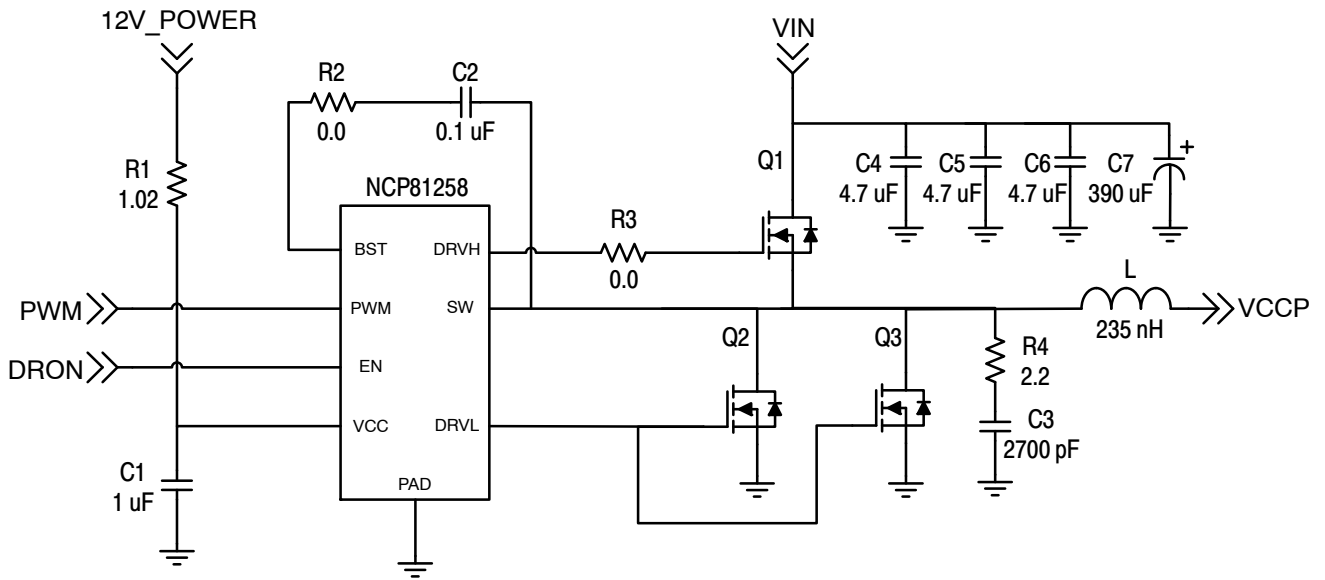 12V_POWER
VIN
R2
0.0
C2
0.1 uF
R1
1.02
NCP81258
Q1
C4
4.7 uF
C5
4.7 uF
C6
4.7 uF
C7
390 uF
+
BST
DRVH
R3
0.0
PWM
PWM
SW
L
235 nH
VCCP
DRON
EN
Q2
Q3
R4
2.2
VCC
DRVL
C3
2700 pF
C1
1 uF
PAD